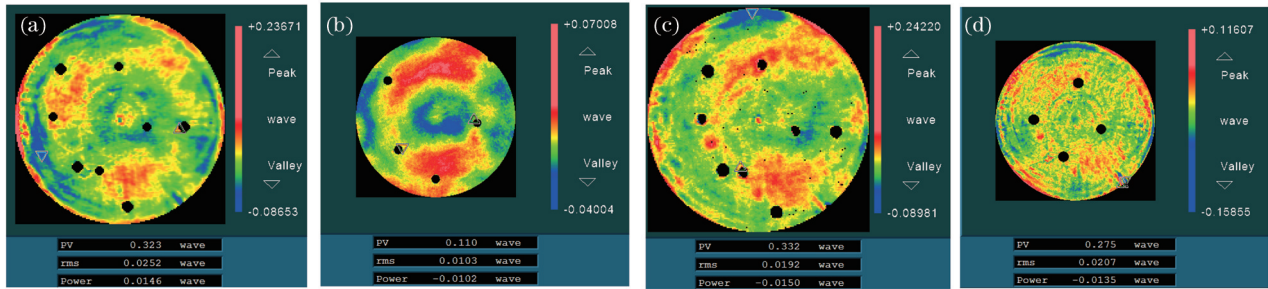 (a)
+0.23671
Peak
wave
Valley
-0.08653
PV 0.323 wave
rms 0.0252 wave
Power 0.0146 wave
(b)
+0.07008
Peak
wave
Valley
-0.04004
PV 0.110 wave
rms 0.0103 wave
Power -0.0102 wave
(c)
+0.24220
Peak
wave
Valley
-0.08981
PV 0.332 wave
rms 0.0192 wave
Power -0.0150 wave
(d)
+0.11607
Peak
wave
Valley
-0.15855
PV 0.275 wave
rms 0.0207 wave
Power -0.0135 wave